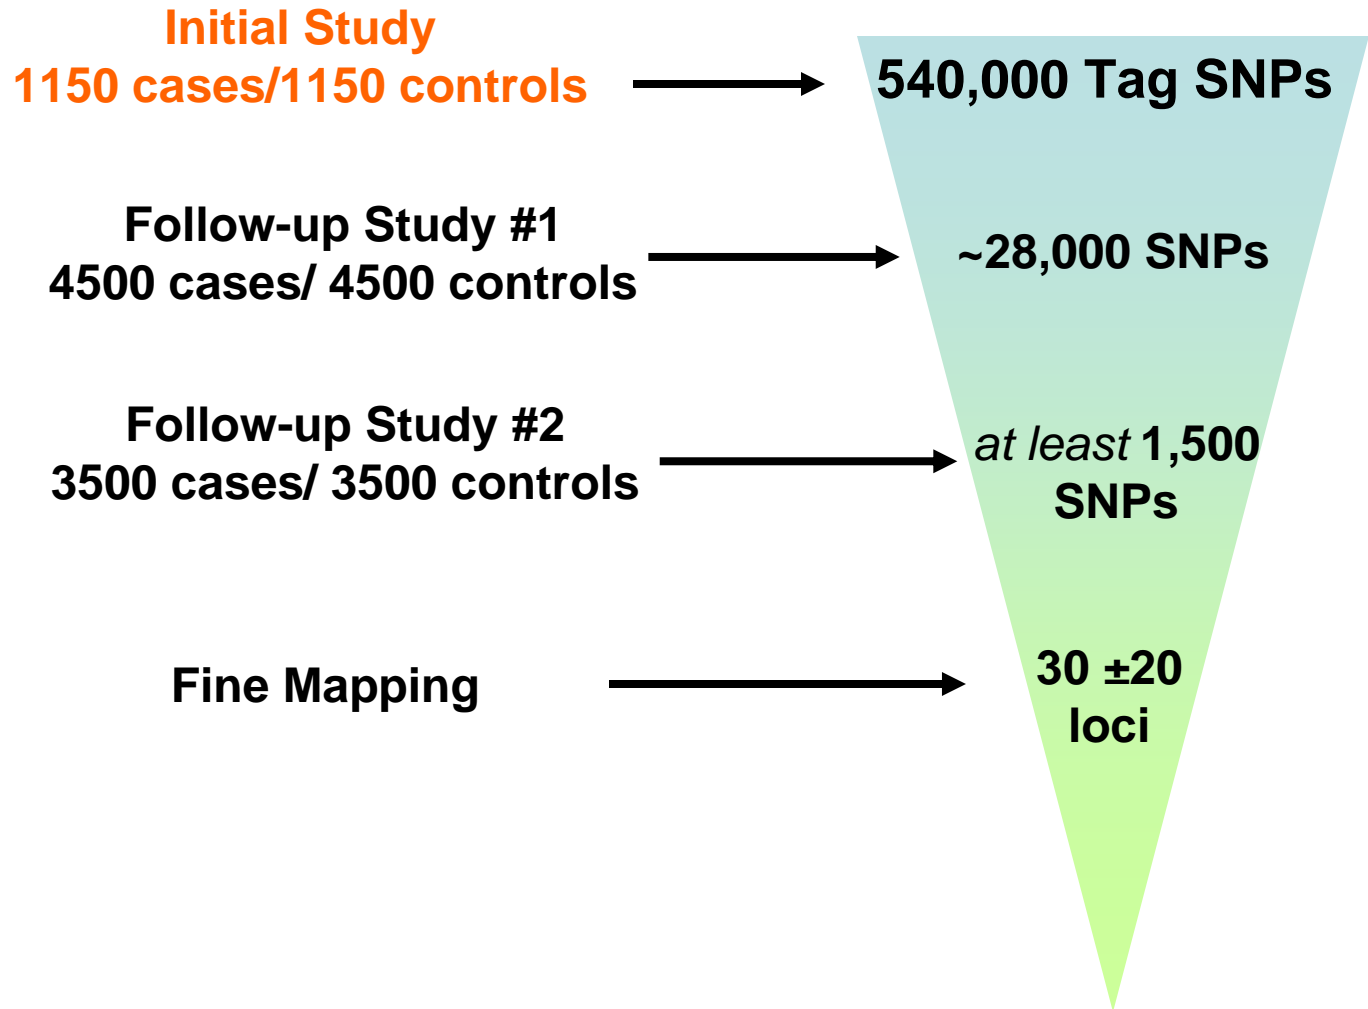 Initial Study
1150 cases/1150 controls
540,000 Tag SNPs
Follow-up Study #1
4500 cases/ 4500 controls
~28,000 SNPs
Follow-up Study #2
3500 cases/ 3500 controls
at least 1,500
SNPs
Fine Mapping
30 ±20
loci